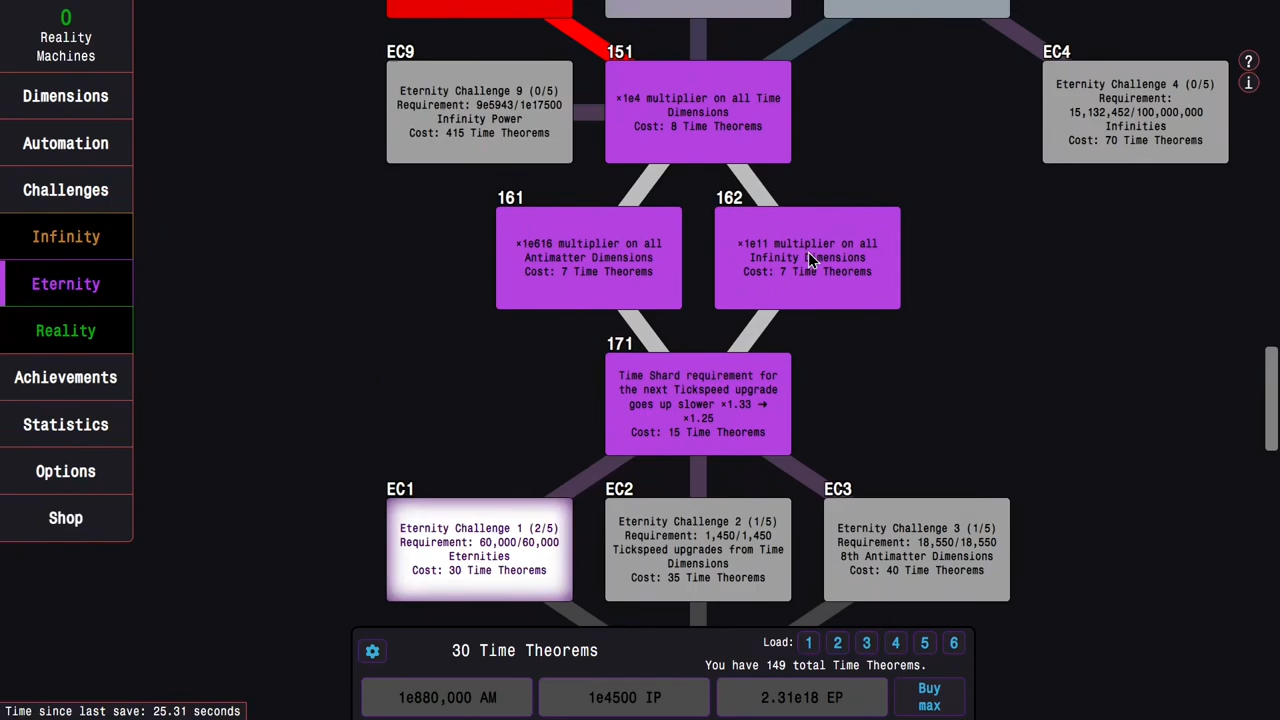 0
Reality
Machines
Dimensions
Automation
Challenges
Infinity
Eternity
Reality
Achievements
Statistics
Options
Shop
EC9
Eternity Challenge 9 (0/5)
Requirement: 9e5943/1e17500
Infinity Power
Cost: 415 Time Theorems
151
×1e4 multiplier on all Time
Dimensions
Cost: 8 Time Theorems
EC4
Eternity Challenge 4 (0/5)
Requirement:
15,132,452/100,000,000
Infinities
Cost: 70 Time Theorems
?
i
161
×1e616 multiplier on all
Antimatter Dimensions
Cost: 7 Time Theorems
162
×1e11 multiplier on all
Infinity Dimensions
Cost: 7 Time Theorems
171
Time Shard requirement for
the next Tickspeed upgrade
goes up slower ×1.33 ➜
×1.25
Cost: 15 Time Theorems
EC1
Eternity Challenge 1 (2/5)
Requirement: 60,000/60,000
Eternities
Cost: 30 Time Theorems
EC2
Eternity Challenge 2 (1/5)
Requirement: 1,450/1,450
Tickspeed upgrades from Time
Dimensions
Cost: 35 Time Theorems
EC3
Eternity Challenge 3 (1/5)
Requirement: 18,550/18,550
8th Antimatter Dimensions
Cost: 40 Time Theorems
30 Time Theorems
Load: 1 2 3 4 5 6
You have 149 total Time Theorems.
1e880,000 AM
1e4500 IP
2.31e18 EP
Buy
max
Time since last save: 25.31 seconds